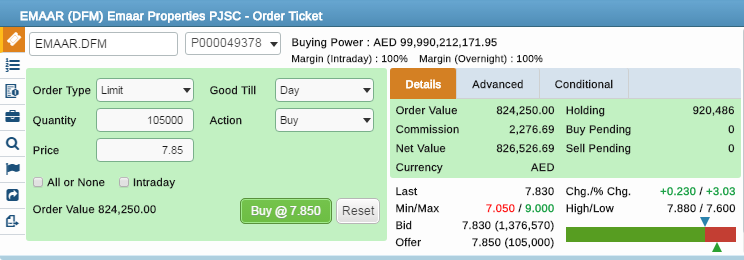 EMAAR (DFM) Emaar Properties PJSC - Order Ticket
EMAAR.DFM P000049378 Buying Power : AED 99,990,212,171.95
Margin (Intraday) : 100% Margin (Overnight) : 100%
Order Type Limit Good Till Day
Quantity 105000 Action Buy
Price 7.85
All or None Intraday
Order Value 824,250.00 Buy @ 7.850 Reset
Details Advanced Conditional
Order Value 824,250.00 Holding 920,486
Commission 2,276.69 Buy Pending 0
Net Value 826,526.69 Sell Pending 0
Currency AED
Last 7.830 Chg./% Chg. +0.230 / +3.03
Min/Max 7.050 / 9.000 High/Low 7.880 / 7.600
Bid 7.830 (1,376,570)
Offer 7.850 (105,000)